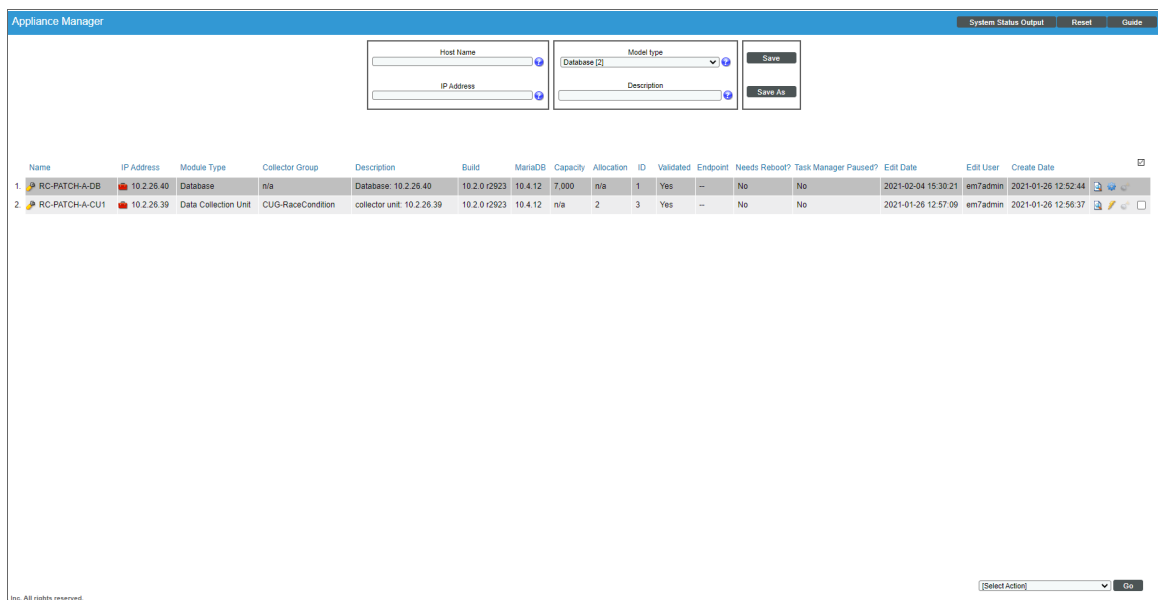 Appliance Manager System Status Output Reset Guide
Host Name Model type
Database [2] Save
IP Address Description
Save As
Name IP Address Module Type Collector Group Description Build MariaDB Capacity Allocation ID Validated Endpoint Needs Reboot? Task Manager Paused? Edit Date Edit User Create Date
1. RC-PATCH-A-DB 10.2.26.40 Database n/a Database: 10.2.26.40 10.2.0 r2923 10.4.12 7,000 n/a 1 Yes -- No No 2021-02-04 15:30:21 em7admin 2021-01-26 12:52:44
2. RC-PATCH-A-CU1 10.2.26.39 Data Collection Unit CUG-RaceCondition collector unit: 10.2.26.39 10.2.0 r2923 10.4.12 n/a 2 3 Yes -- No No 2021-01-26 12:57:09 em7admin 2021-01-26 12:56:37
[Select Action] Go
Inc. All rights reserved.